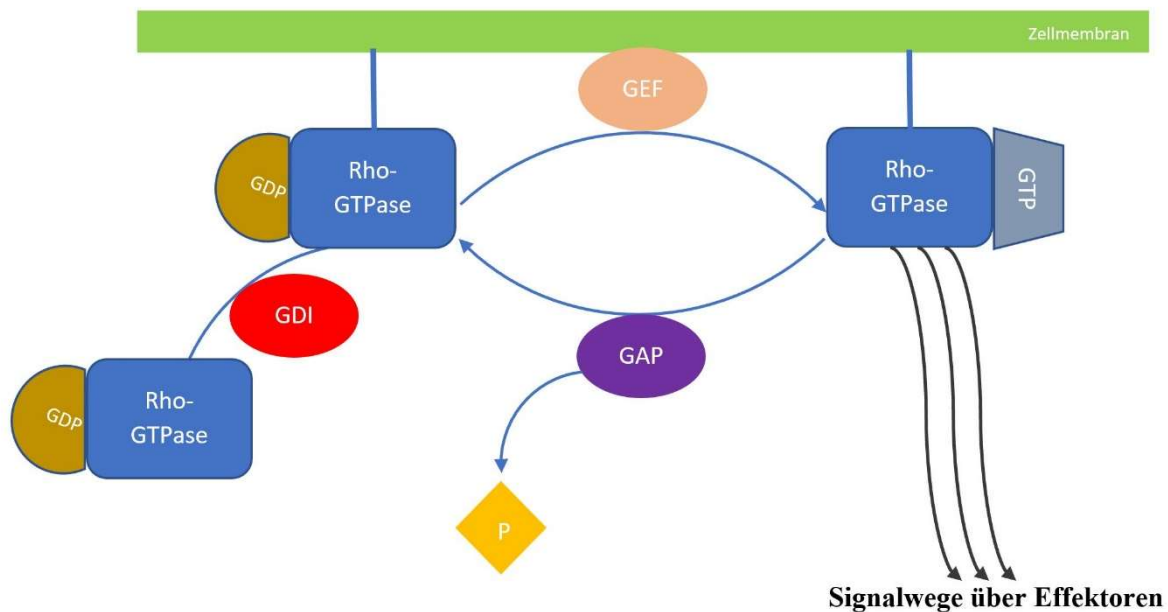 Zellmembran
GEF
GDP
Rho-
GTPase
Rho-
GTPase
GTP
GDI
GAP
GDP
Rho-
GTPase
P
Signalwege über Effektoren